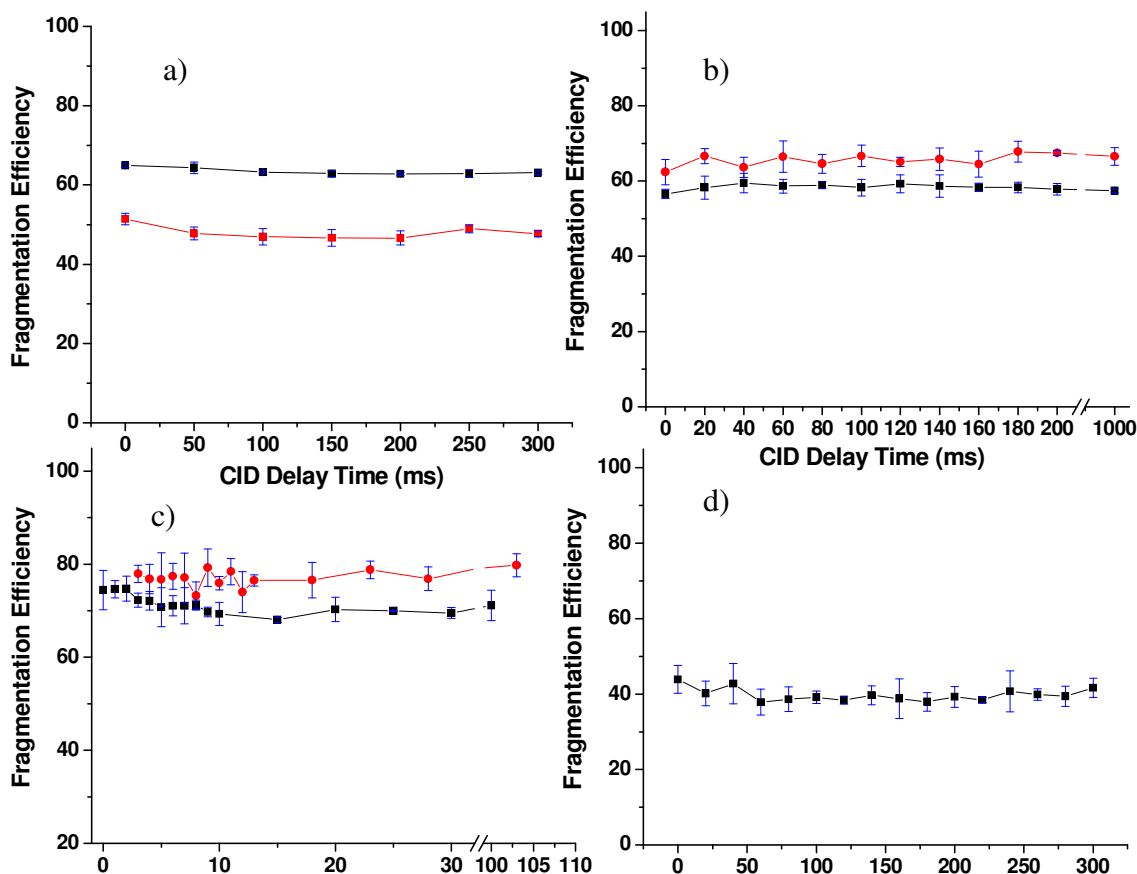 a)
Fragmentation Efficiency
100
80
60
40
20
0
0 50 100 150 200 250 300
CID Delay Time (ms)
b)
Fragmentation Efficiency
100
80
60
40
20
0
0 20 40 60 80 100 120 140 160 180 200 1000
CID Delay Time (ms)
c)
Fragmentation Efficiency
100
80
60
40
20
0 10 20 30 100 105 110
d)
Fragmentation Efficiency
100
80
60
40
20
0
0 50 100 150 200 250 300